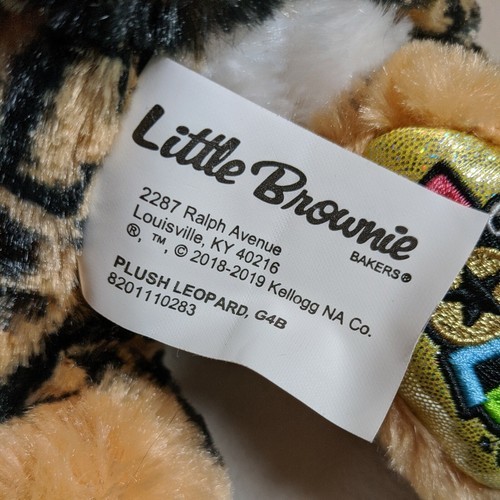 Little Brownie
BAKERS®
2287 Ralph Avenue
Louisville, KY 40216
®, ™, © 2018-2019 Kellogg NA Co.
PLUSH LEOPARD, G4B
8201110283